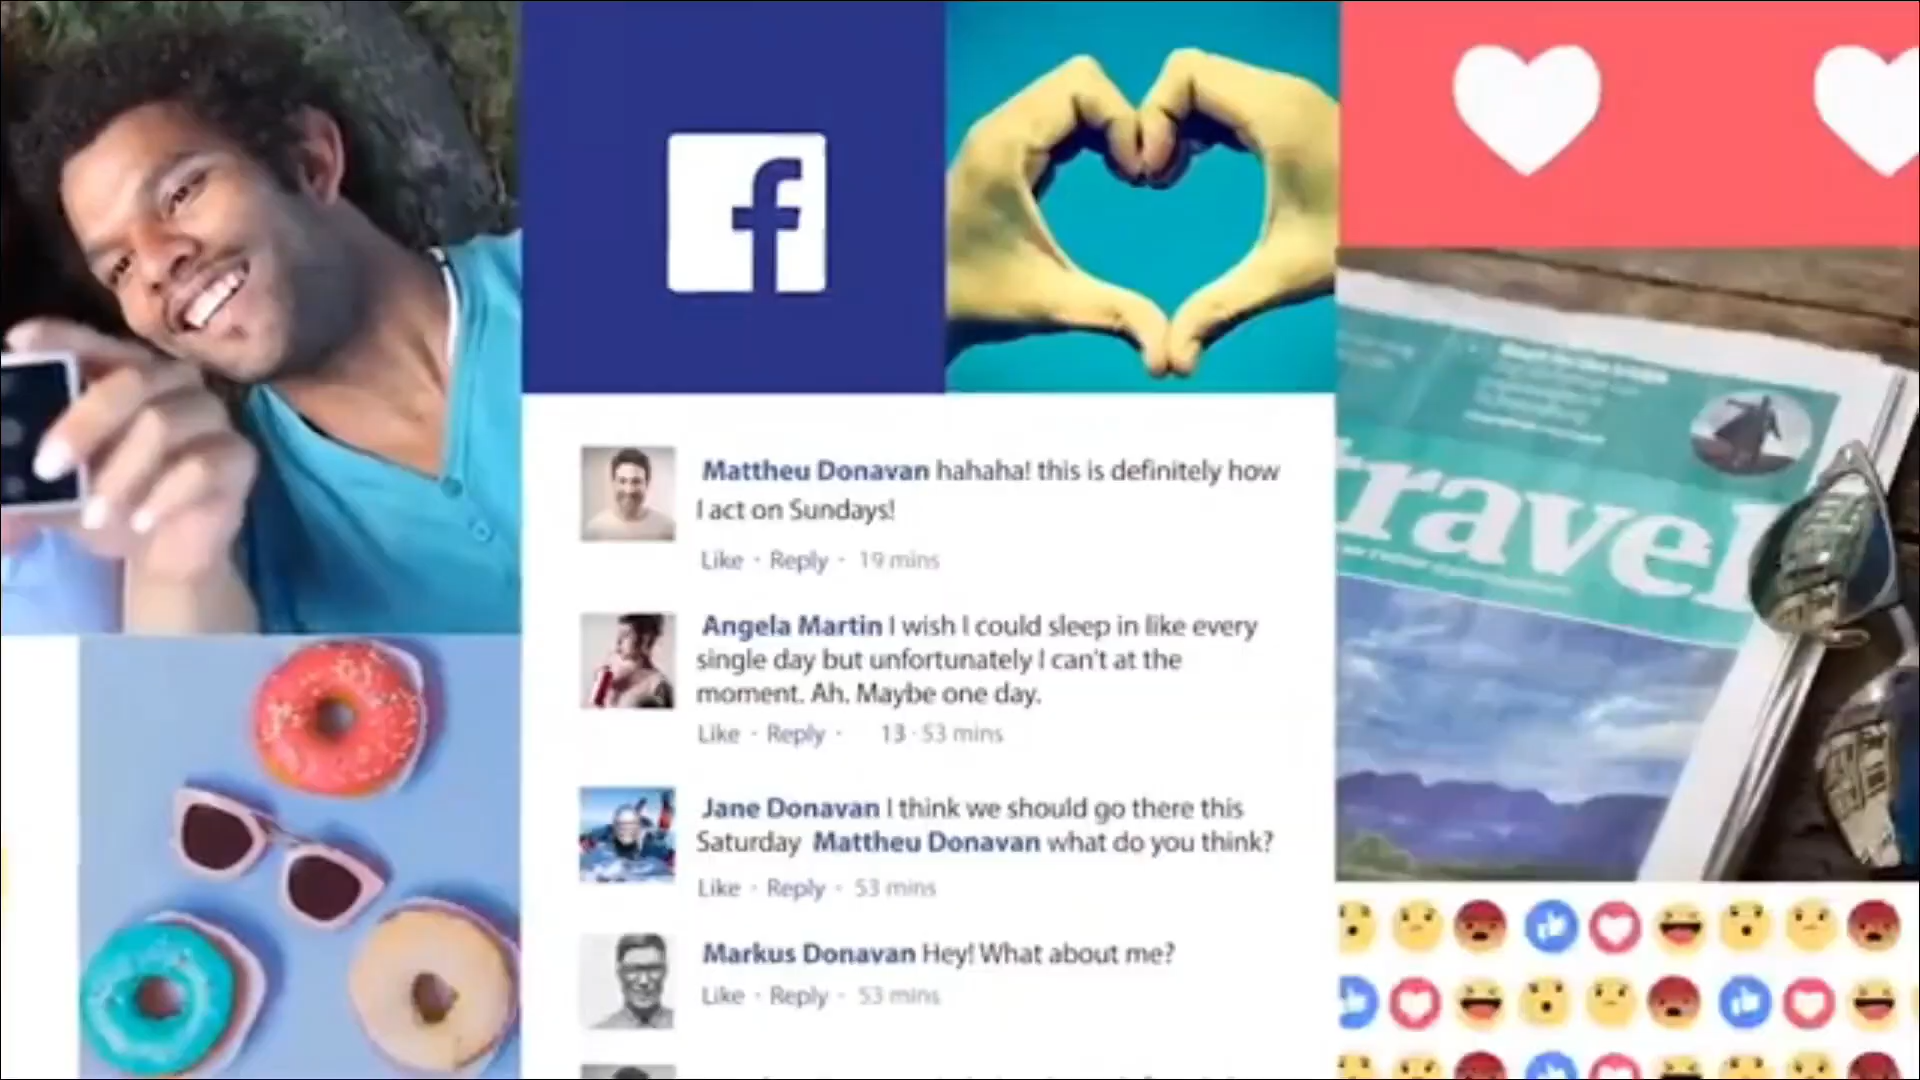 f
Mattheu Donavan hahaha! this is definitely how
I act on Sundays!
Like · Reply · 19 mins
Angela Martin I wish I could sleep in like every
single day but unfortunately I can't at the
moment. Ah. Maybe one day.
Like · Reply · 13 · 53 mins
Jane Donavan I think we should go there this
Saturday Mattheu Donavan what do you think?
Like · Reply · 53 mins
Markus Donavan Hey! What about me?
Like · Reply · 53 mins
travel